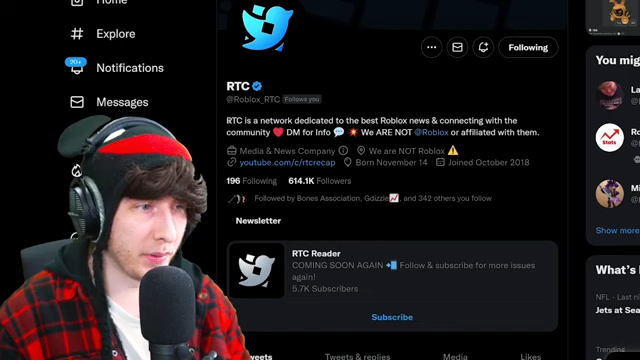 Home
Explore
20+
Notifications
Messages
Following
RTC
@Roblox_RTC Follows you
RTC is a network dedicated to the best Roblox news & connecting with the
community ❤️ DM for Info 💬 💥 We ARE NOT @Roblox or affiliated with them.
Media & News Company We are NOT Roblox ⚠️
youtube.com/c/rtcrecap Born November 14 Joined October 2018
196 Following 614.1K Followers
Followed by Bones Association, Gdizzle📈, and 342 others you follow
Newsletter
RTC Reader
COMING SOON AGAIN 📲 Follow & subscribe for more issues
again!
5.7K Subscribers
Subscribe
Tweets & replies
Media
Likes
You mig
La
Ro
Stats
Mi
Show more
What's
NFL · Last ni
Jets at Sea
Trending